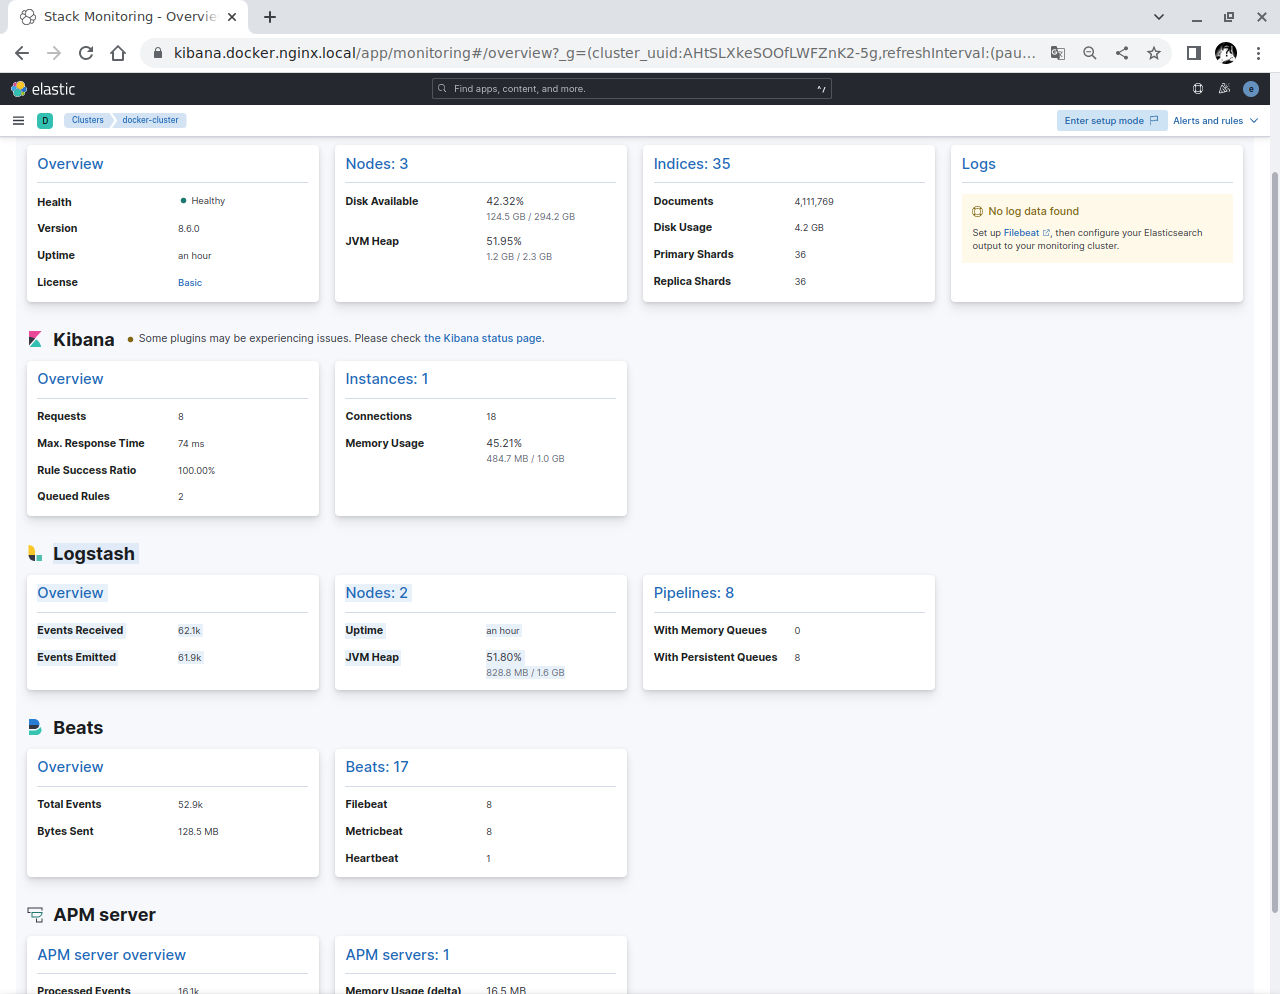 Stack Monitoring - Overvie
kibana.docker.nginx.local/app/monitoring#/overview?_g=(cluster_uuid:AHtSLXkeSOOfLWFZnK2-5g,refreshInterval:(pau...
elastic
Find apps, content, and more.
^/
e
D
Clusters
docker-cluster
Enter setup mode
Alerts and rules
Overview
Health
Healthy
Version
8.6.0
Uptime
an hour
License
Basic
Nodes: 3
Disk Available
42.32%
124.5 GB / 294.2 GB
JVM Heap
51.95%
1.2 GB / 2.3 GB
Indices: 35
Documents
4,111,769
Disk Usage
4.2 GB
Primary Shards
36
Replica Shards
36
Logs
No log data found
Set up Filebeat, then configure your Elasticsearch
output to your monitoring cluster.
Kibana
Some plugins may be experiencing issues. Please check the Kibana status page.
Overview
Requests
8
Max. Response Time
74 ms
Rule Success Ratio
100.00%
Queued Rules
2
Instances: 1
Connections
18
Memory Usage
45.21%
484.7 MB / 1.0 GB
Logstash
Overview
Events Received
62.1k
Events Emitted
61.9k
Nodes: 2
Uptime
an hour
JVM Heap
51.80%
828.8 MB / 1.6 GB
Pipelines: 8
With Memory Queues
0
With Persistent Queues
8
Beats
Overview
Total Events
52.9k
Bytes Sent
128.5 MB
Beats: 17
Filebeat
8
Metricbeat
8
Heartbeat
1
APM server
APM server overview
Processed Events
16.1k
APM servers: 1
Memory Usage (delta)
16.5 MB